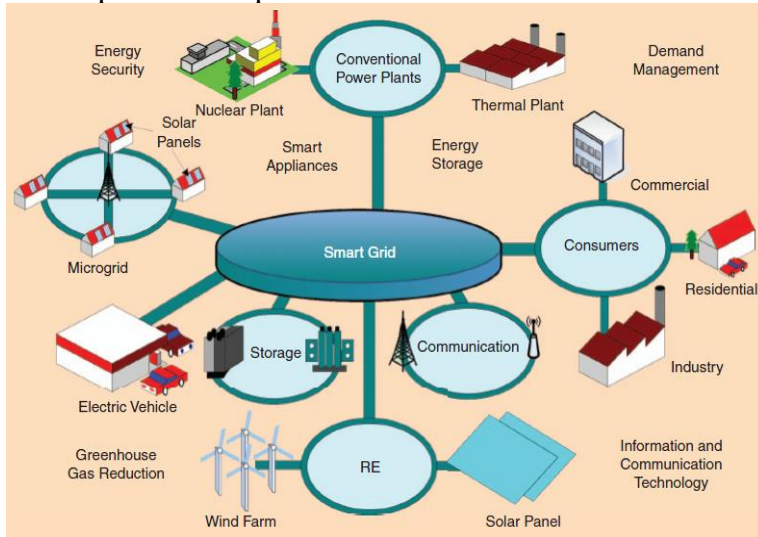 Energy
Security
Conventional
Power Plants
Demand
Management
Nuclear Plant
Thermal Plant
Solar
Panels
Smart
Appliances
Energy
Storage
Commercial
Smart Grid
Consumers
Microgrid
Residential
Storage
Communication
Industry
Electric Vehicle
Greenhouse
Gas Reduction
RE
Information and
Communication
Technology
Wind Farm
Solar Panel